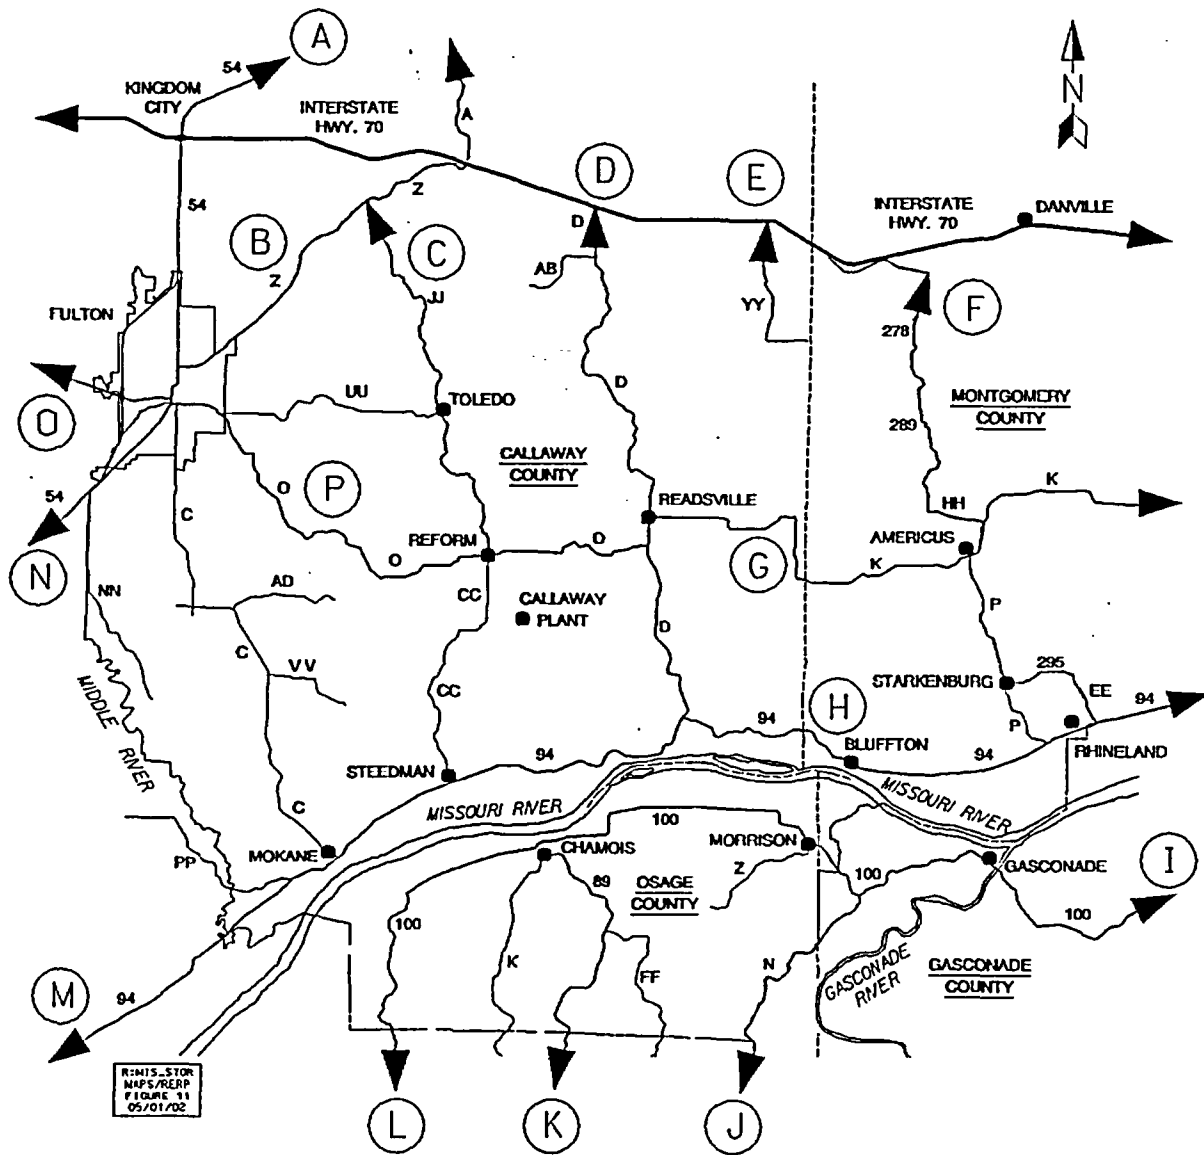 A
54
KINGDOM
CITY
INTERSTATE
HWY. 70
A
N
D
E
Z
54
B
D
INTERSTATE
HWY. 70
DANVILLE
C
Z
AB
JJ
YY
F
FULTON
278
UU
TOLEDO
D
MONTGOMERY
COUNTY
O
289
CALLAWAY
COUNTY
P
O
54
C
READSVILLE
K
HH
REFORM
O
AMERICUS
O
G
K
N
NN
AD
CC
CALLAWAY
PLANT
P
D
C
VV
295
STARKENBURG
MIDDLE
RIVER
CC
EE
94
H
94
P
BLUFFTON
RHINELAND
94
94
STEEDMAN
MISSOURI RIVER
MISSOURI RIVER
C
100
MORRISON
PP
MOKANE
CHAMOIS
Z
GASCONADE
I
89
OSAGE
COUNTY
100
100
100
K
FF
N
GASCONADE
RIVER
GASCONADE
COUNTY
M
94
R:MTS_STOR
MAPS/RERP
FIGURE 11
05/01/02
L
K
J